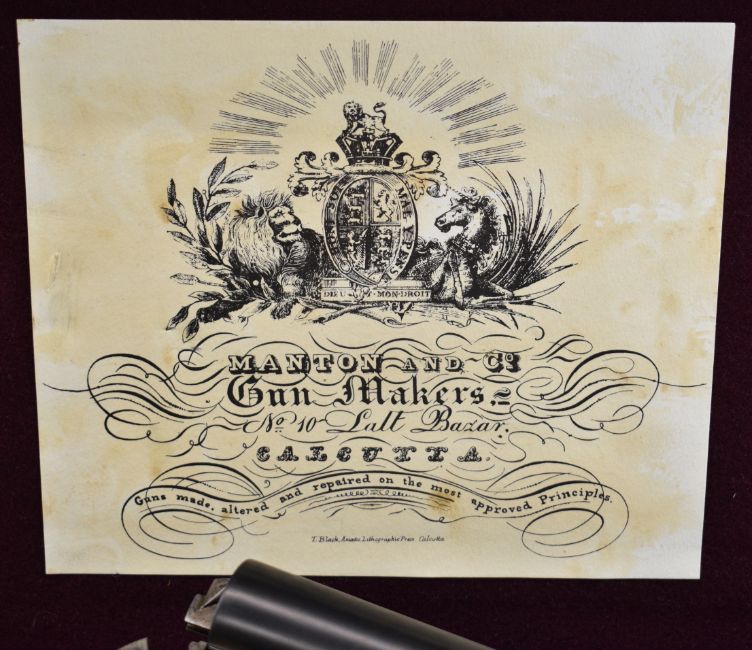 DIEU ET MON DROIT
MANTON AND Co.
Gun Makers.
No. 10 Lall Bazar.
CALCUTTA.
Guns made, altered and repaired on the most approved Principles.
T. Black, Asiatic Lithographic Press Calcutta